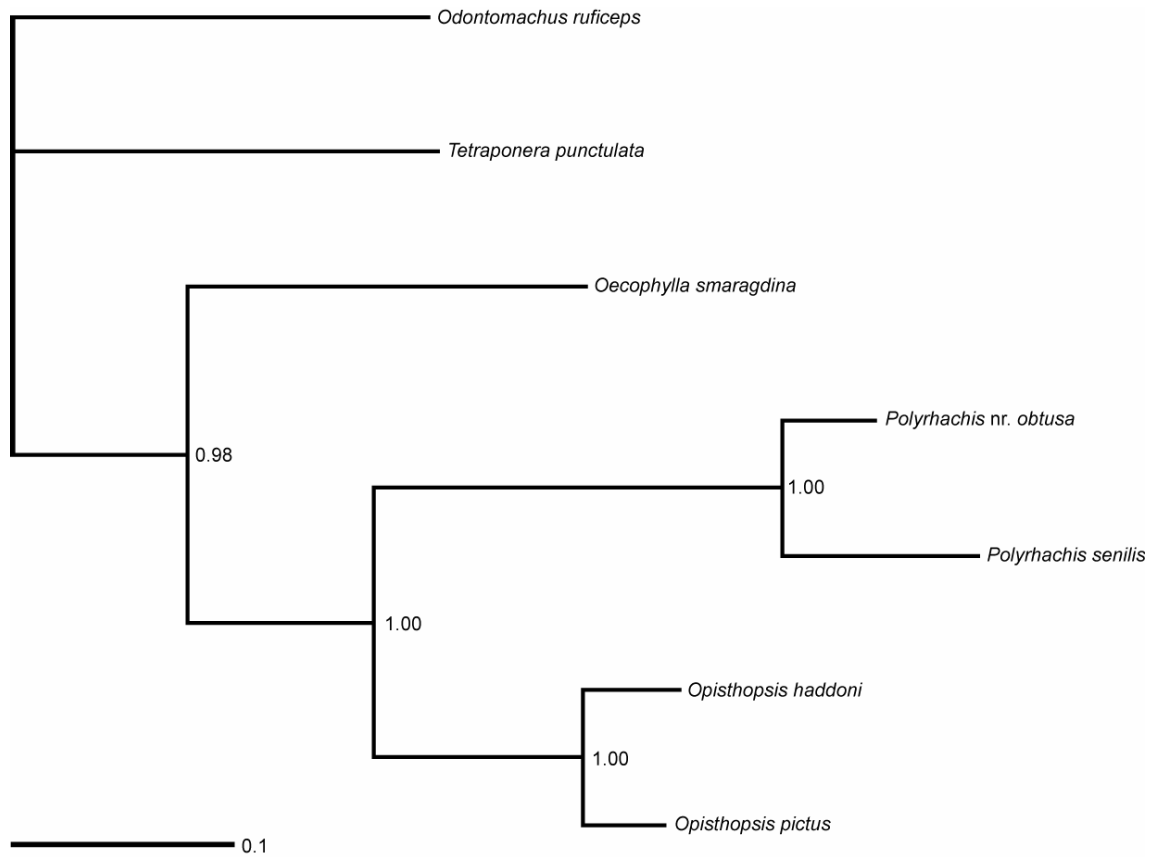 Odontomachus ruficeps
Tetraponera punctulata
Oecophylla smaragdina
Polyrhachis nr. obtusa
0.98
1.00
Polyrhachis senilis
1.00
Opisthopsis haddoni
1.00
Opisthopsis pictus
0.1